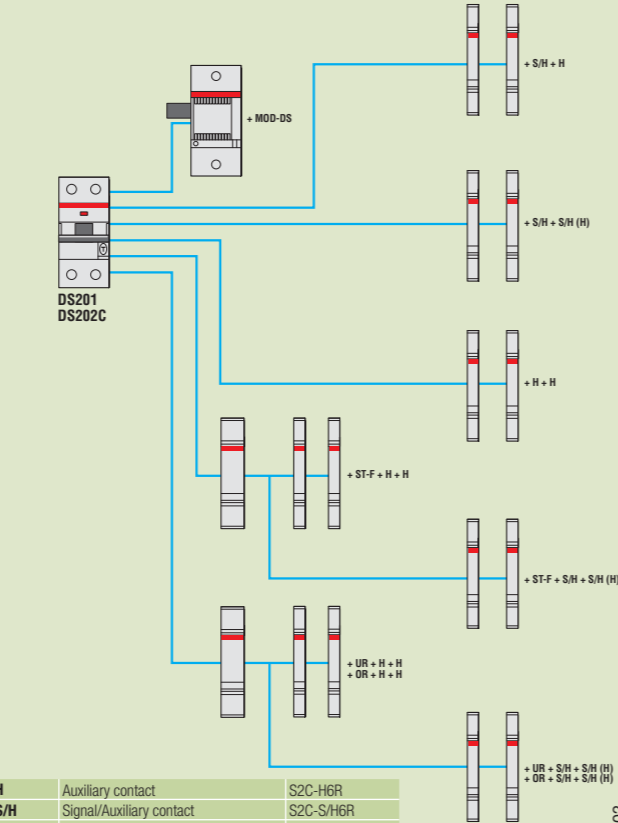 + S/H + H
+ MOD-DS
+ S/H + S/H (H)
DS201
DS202C
+ H + H
+ ST-F + H + H
+ ST-F + S/H + S/H (H)
+ UR + H + H
+ OR + H + H
+ UR + S/H + S/H (H)
+ OR + S/H + S/H (H)
H Auxiliary contact S2C-H6R
S/H Signal/Auxiliary contact S2C-S/H6R